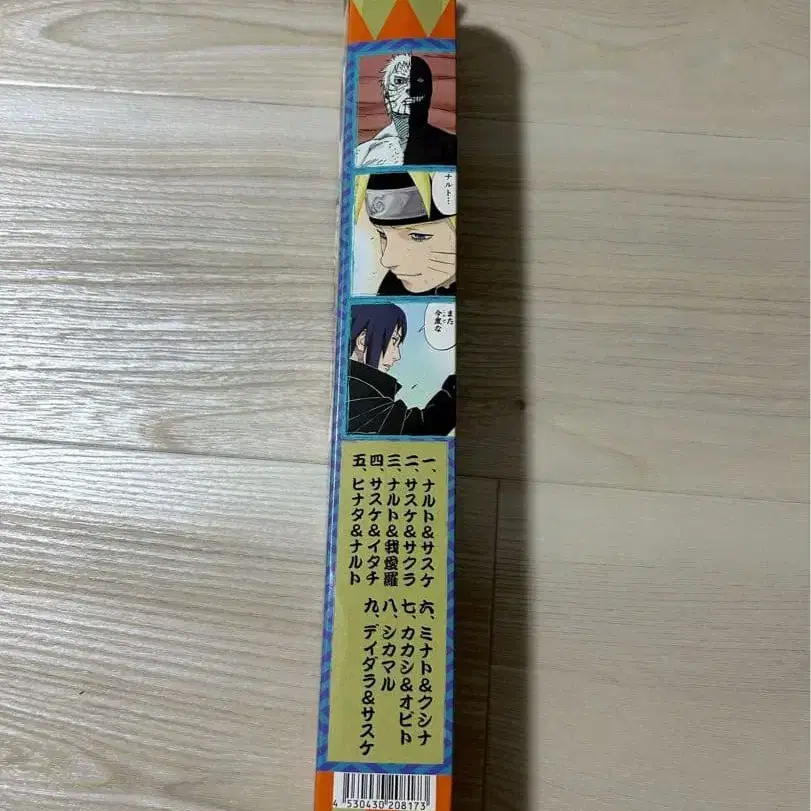 ナルト…
また
今度な
一、ナルト&サスケ
二、サスケ&サクラ
三、ナルト&我愛羅
四、サスケ&イタチ
五、ヒナタ&ナルト
六、ミナト&クシナ
七、カカシ&オビト
八、シカマル
九、デイダラ&サスケ
4 530430 208173